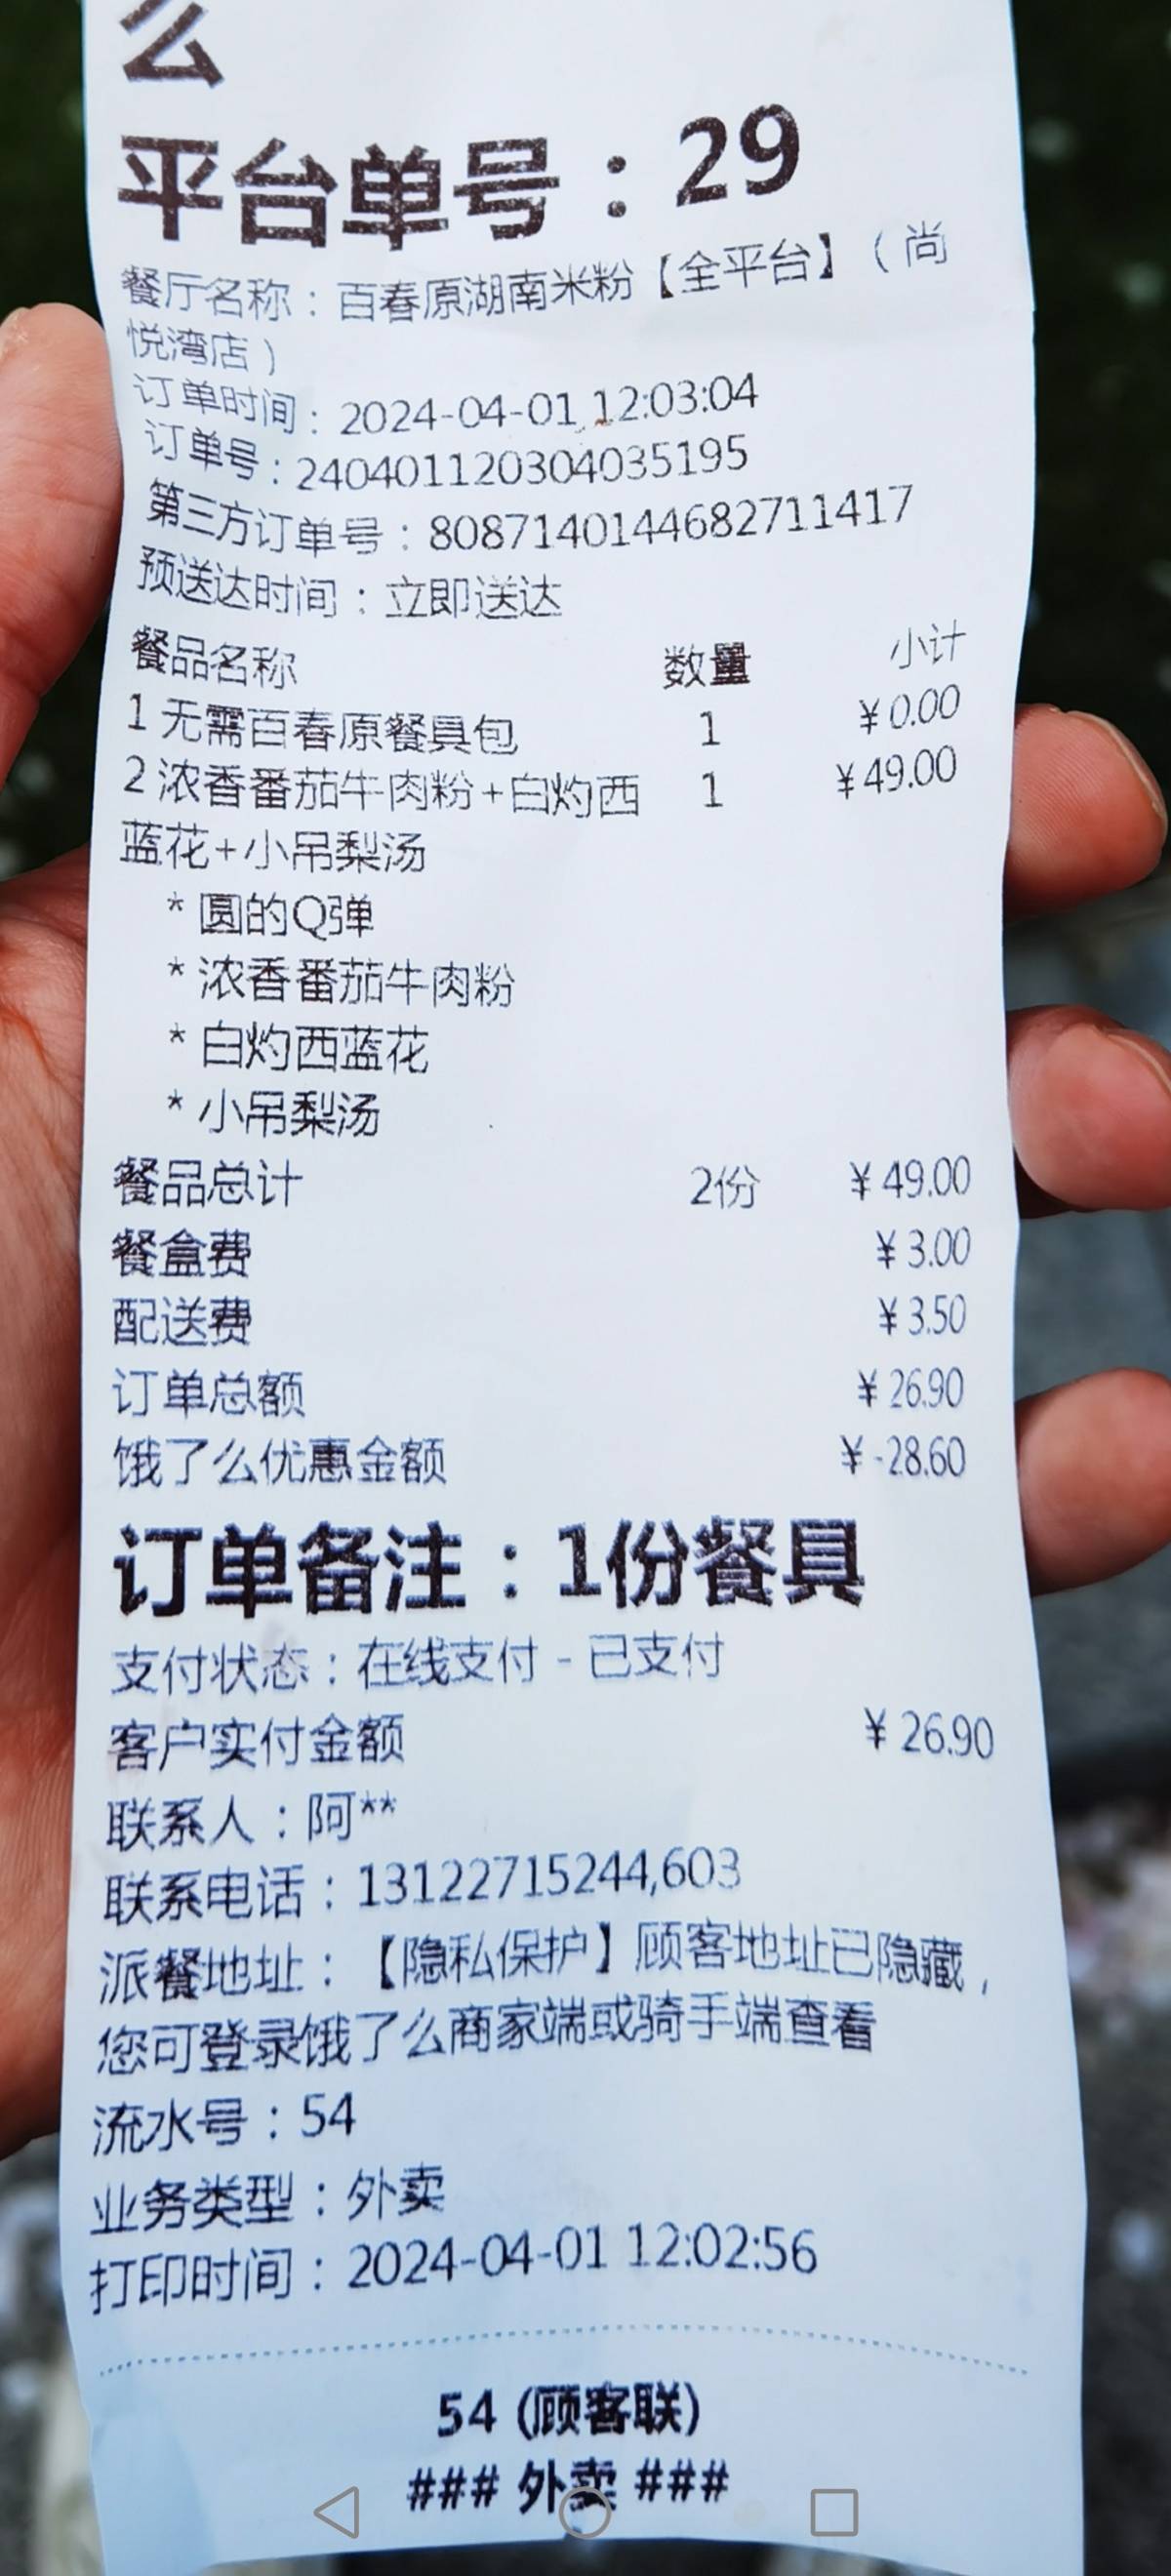 么
平台单号：29
餐厅名称：百春原湖南米粉【全平台】（尚
悦湾店）
订单时间：2024-04-01 12:03:04
订单号：240401120304035195
第三方订单号：8087140144682711417
预送达时间：立即送达
餐品名称 数量 小计
1 无需百春原餐具包 1 ￥0.00
2 浓香番茄牛肉粉+白灼西 1 ￥49.00
蓝花+小吊梨汤
* 圆的Q弹
* 浓香番茄牛肉粉
* 白灼西蓝花
* 小吊梨汤
餐品总计 2份 ￥49.00
餐盒费 ￥3.00
配送费 ￥3.50
订单总额 ￥26.90
饿了么优惠金额 ￥-28.60
订单备注：1份餐具
支付状态：在线支付 - 已支付
客户实付金额 ￥26.90
联系人：阿**
联系电话：13122715244,603
派餐地址：【隐私保护】顾客地址已隐藏，
您可登录饿了么商家端或骑手端查看
流水号：54
业务类型：外卖
打印时间：2024-04-01 12:02:56
54 (顾客联)
### 外卖 ###